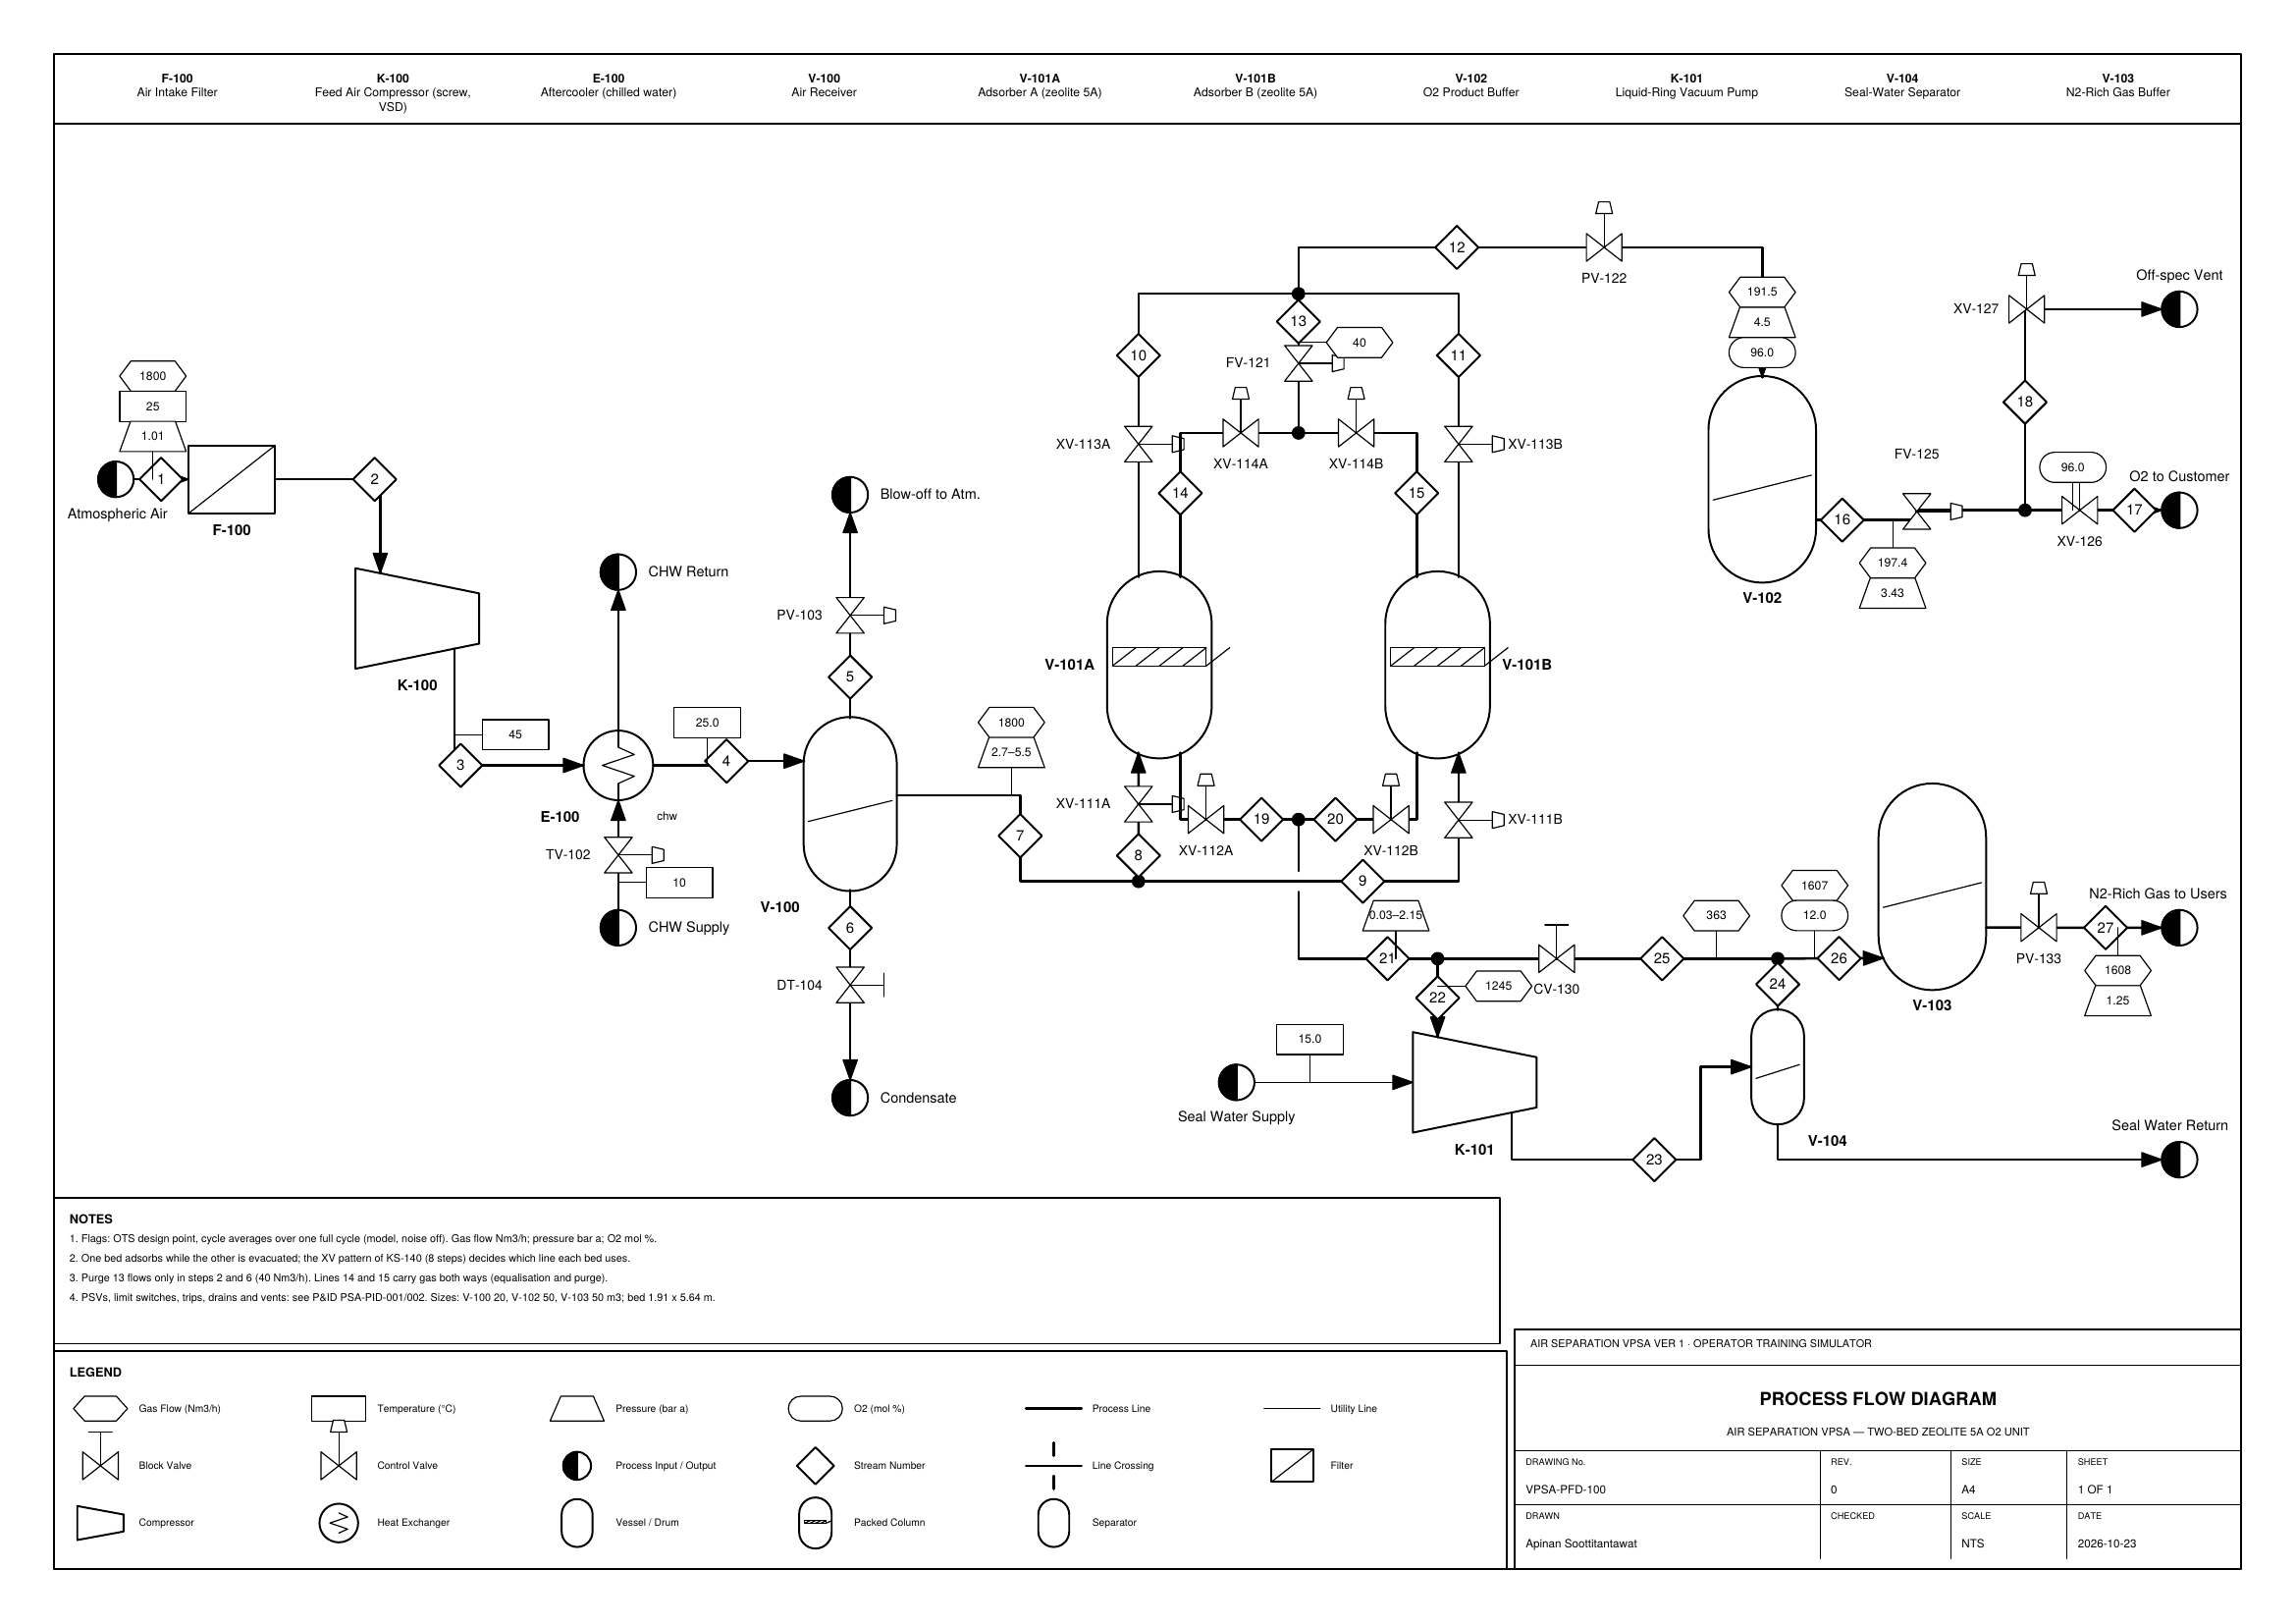 F-100
Air Intake Filter
K-100
Feed Air Compressor (screw,
VSD)
E-100
Aftercooler (chilled water)
V-100
Air Receiver
V-101A
Adsorber A (zeolite 5A)
V-101B
Adsorber B (zeolite 5A)
V-102
O2 Product Buffer
K-101
Liquid-Ring Vacuum Pump
V-104
Seal-Water Separator
V-103
N2-Rich Gas Buffer
12
PV-122
191.5
4.5
96.0
V-102
XV-127
Off-spec Vent
18
FV-125
96.0
O2 to Customer
16
17
XV-126
197.4
3.43
13
40
FV-121
10
11
XV-113A
XV-114A
XV-114B
XV-113B
14
15
1800
25
1.01
1
2
Atmospheric Air
F-100
Blow-off to Atm.
CHW Return
PV-103
K-100
5
V-101A
V-101B
45
3
25.0
4
E-100
chw
TV-102
10
CHW Supply
V-100
6
DT-104
Condensate
1800
2.7–5.5
7
XV-111A
8
XV-112A
19
20
XV-112B
XV-111B
9
0.03–2.15
21
22
1245
CV-130
363
25
1607
12.0
26
24
V-103
N2-Rich Gas to Users
27
PV-133
1608
1.25
15.0
Seal Water Supply
K-101
23
V-104
Seal Water Return
NOTES
1. Flags: OTS design point, cycle averages over one full cycle (model, noise off). Gas flow Nm3/h; pressure bar a; O2 mol %.
2. One bed adsorbs while the other is evacuated; the XV pattern of KS-140 (8 steps) decides which line each bed uses.
3. Purge 13 flows only in steps 2 and 6 (40 Nm3/h). Lines 14 and 15 carry gas both ways (equalisation and purge).
4. PSVs, limit switches, trips, drains and vents: see P&ID PSA-PID-001/002. Sizes: V-100 20, V-102 50, V-103 50 m3; bed 1.91 x 5.64 m.
LEGEND
Gas Flow (Nm3/h)
Temperature (°C)
Pressure (bar a)
O2 (mol %)
Process Line
Utility Line
Block Valve
Control Valve
Process Input / Output
Stream Number
Line Crossing
Filter
Compressor
Heat Exchanger
Vessel / Drum
Packed Column
Separator
AIR SEPARATION VPSA VER 1 · OPERATOR TRAINING SIMULATOR
PROCESS FLOW DIAGRAM
AIR SEPARATION VPSA — TWO-BED ZEOLITE 5A O2 UNIT
DRAWING No.
REV.
SIZE
SHEET
VPSA-PFD-100
0
A4
1 OF 1
DRAWN
CHECKED
SCALE
DATE
Apinan Soottitantawat
NTS
2026-10-23